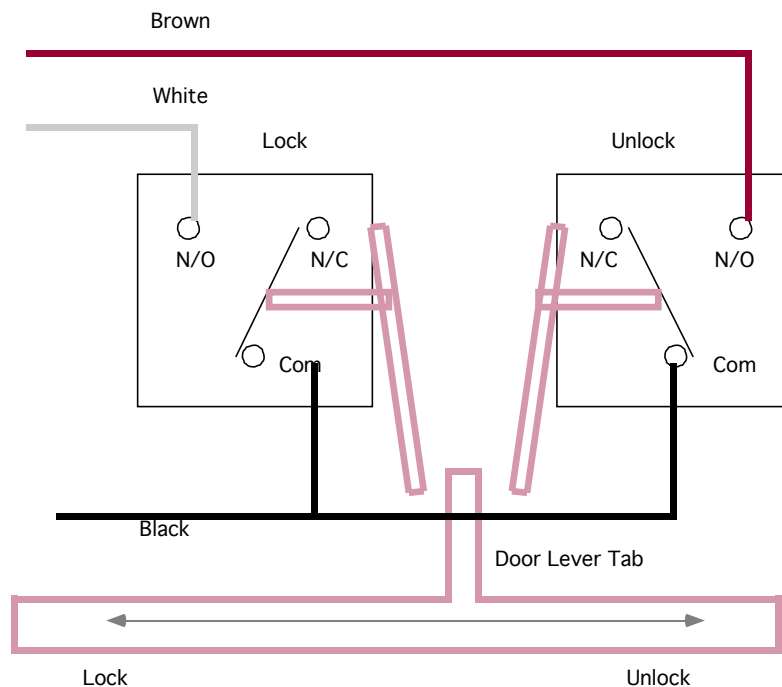 Brown
White
Lock
Unlock
N/O
N/C
N/C
N/O
Com
Com
Black
Door Lever Tab
Lock
Unlock